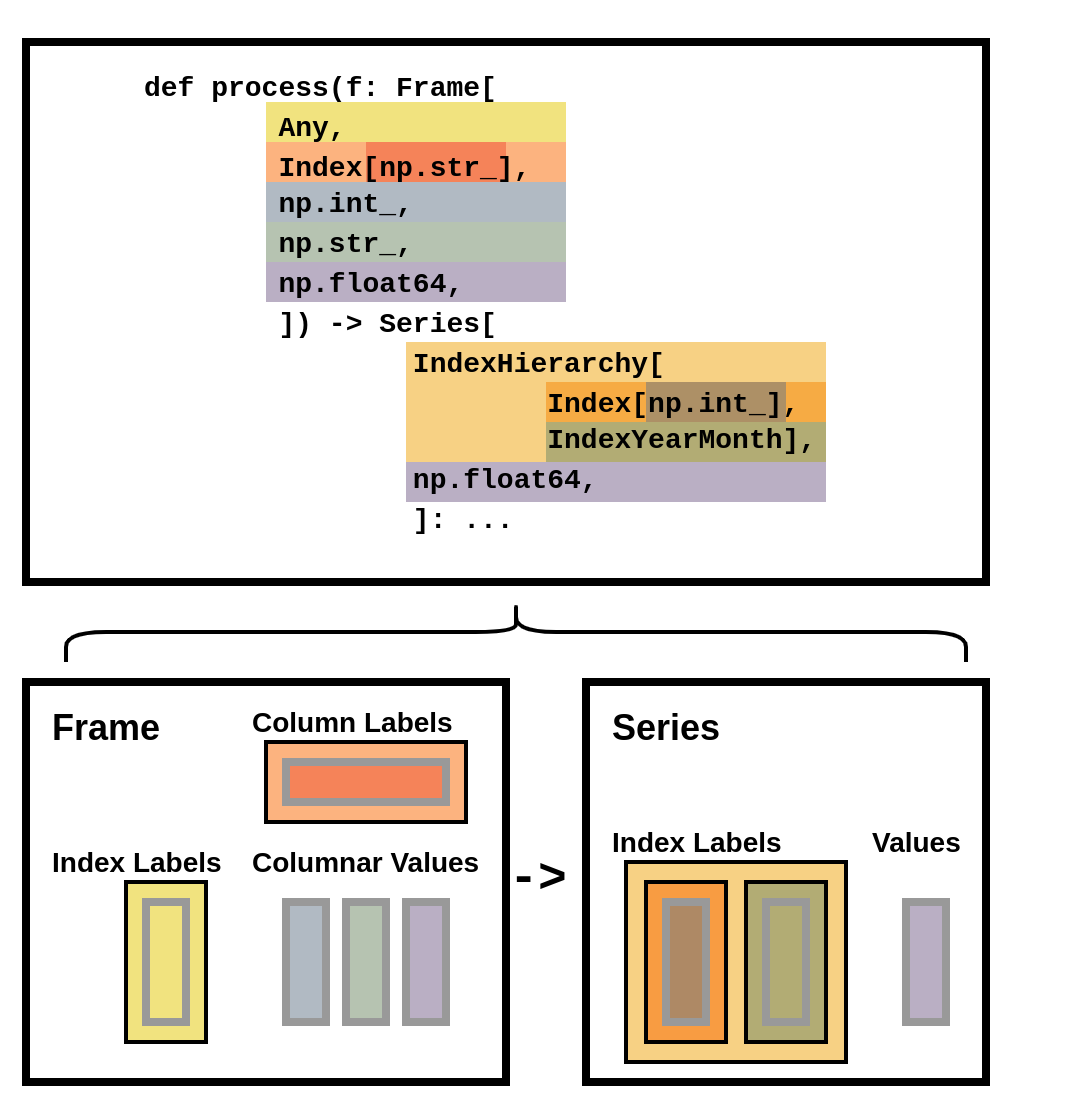 def process(f: Frame[
Any,
Index[np.str_],
np.int_,
np.str_,
np.float64,
]) -> Series[
IndexHierarchy[
Index[np.int_],
IndexYearMonth],
np.float64,
]: ...
Frame
Column Labels
Index Labels
Columnar Values
->
Series
Index Labels
Values